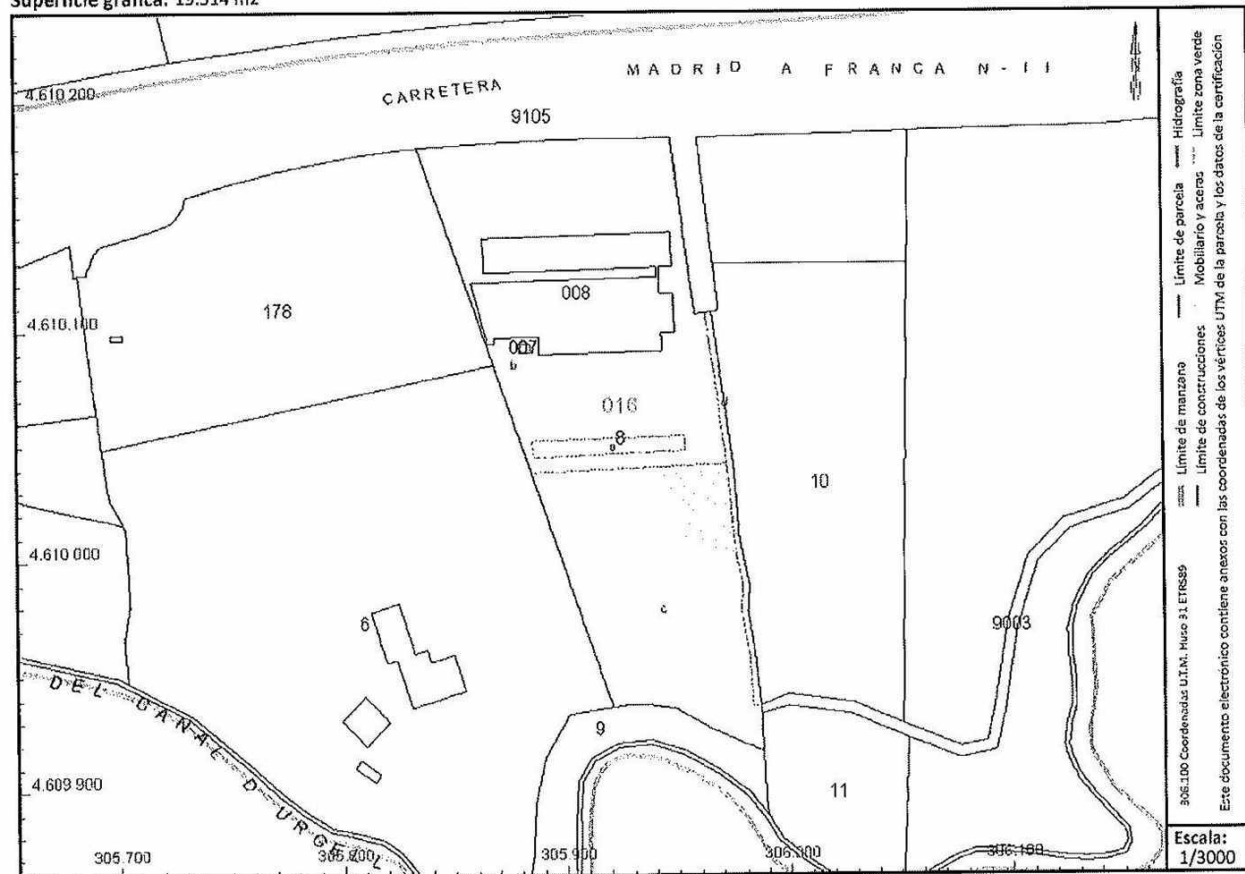 Superficie gráfica: 19.514 m2
4.610 200
CARRETERA MADRID A FRANCA N-II
9105
178
008
4.610.100
007
b
016
8
a
10
4.610 000
c
6
9003
DEL CANAL D-URGELL
9
11
4.609 900
305.700
305.800
305.900
306.000
306.100
Límite de manzana
Límite de parcela
Hidrografía
Límite de construcciones
Mobiliario y aceras
Límite zona verde
306.100 Coordenadas U.T.M. Huso 31 ETRS89
Este documento electrónico contiene anexos con las coordenadas de los vértices UTM de la parcela y los datos de la certificación
Escala:
1/3000